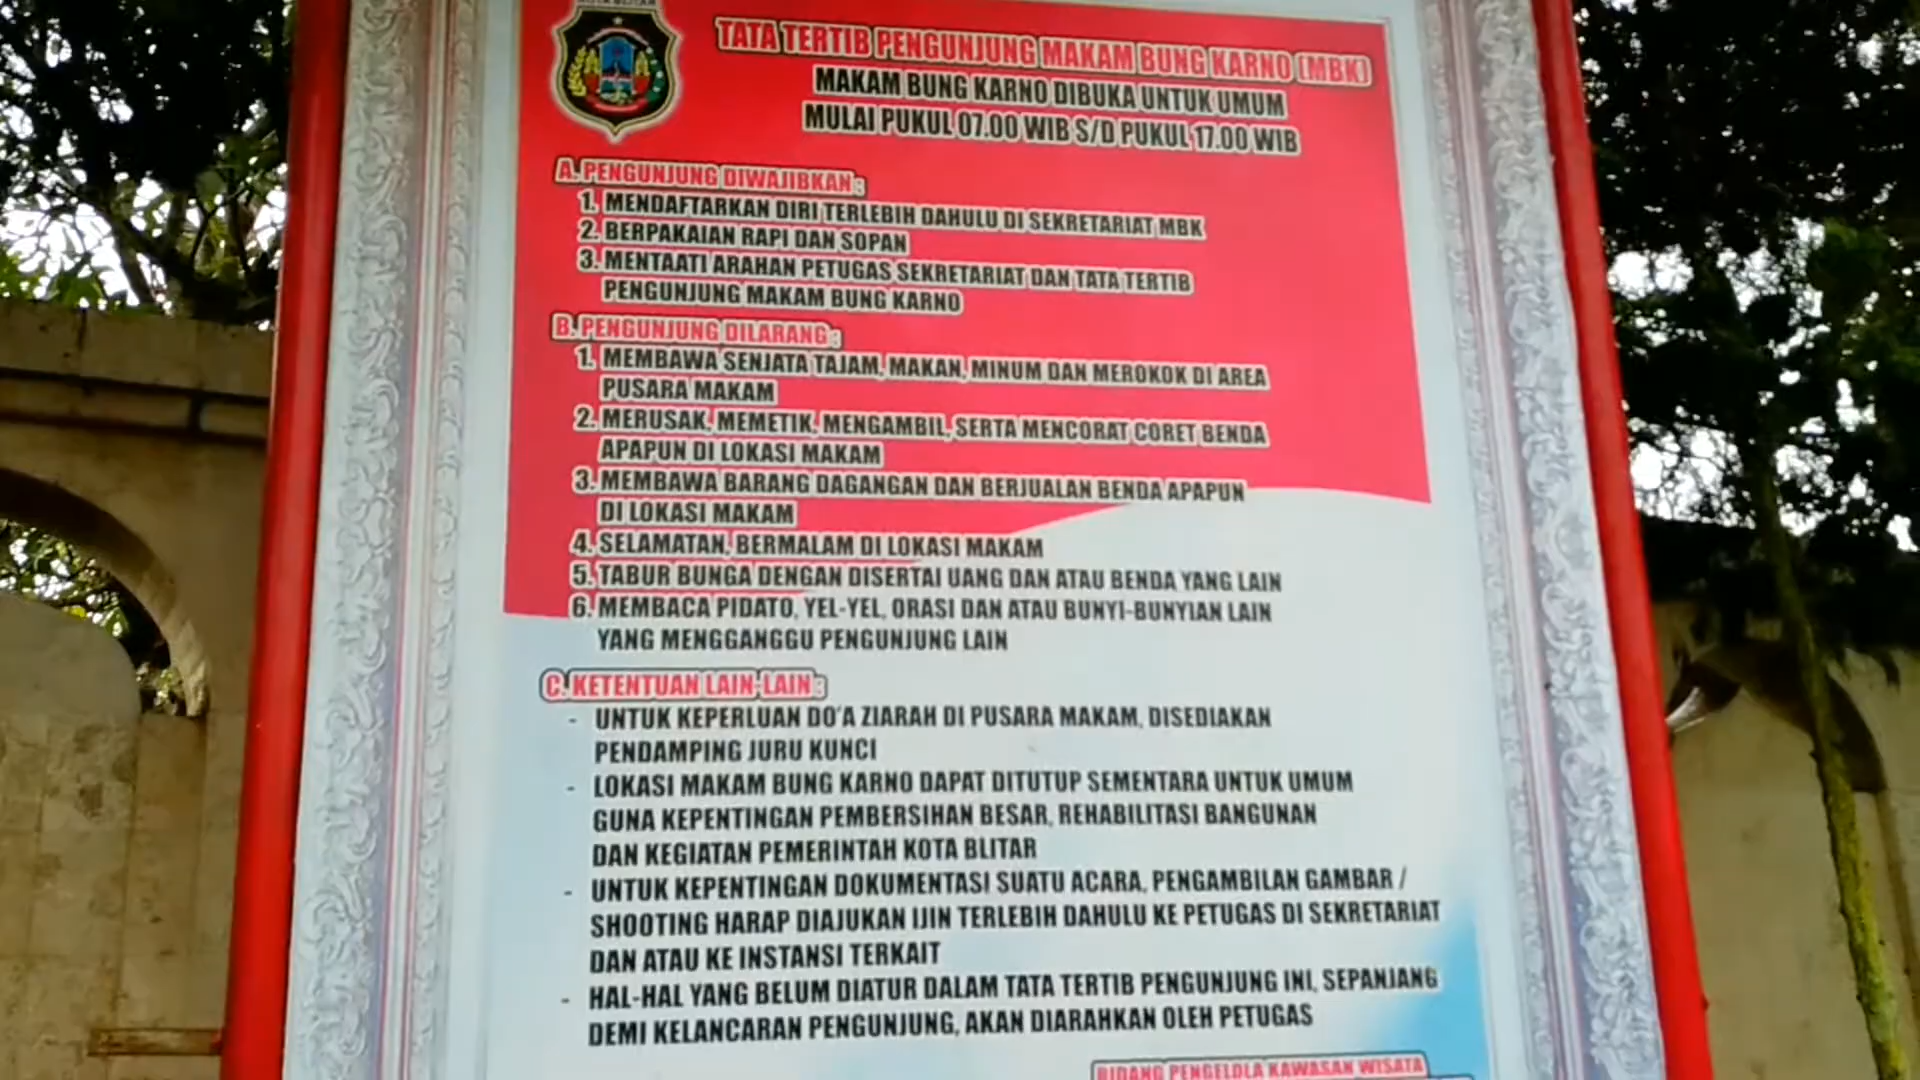 KOTA BLITAR
TATA TERTIB PENGUNJUNG MAKAM BUNG KARNO (MBK)
MAKAM BUNG KARNO DIBUKA UNTUK UMUM
MULAI PUKUL 07.00 WIB S/D PUKUL 17.00 WIB
A. PENGUNJUNG DIWAJIBKAN :
1. MENDAFTARKAN DIRI TERLEBIH DAHULU DI SEKRETARIAT MBK
2. BERPAKAIAN RAPI DAN SOPAN
3. MENTAATI ARAHAN PETUGAS SEKRETARIAT DAN TATA TERTIB
PENGUNJUNG MAKAM BUNG KARNO
B. PENGUNJUNG DILARANG :
1. MEMBAWA SENJATA TAJAM, MAKAN, MINUM DAN MEROKOK DI AREA
PUSARA MAKAM
2. MERUSAK, MEMETIK, MENGAMBIL, SERTA MENCORAT CORET BENDA
APAPUN DI LOKASI MAKAM
3. MEMBAWA BARANG DAGANGAN DAN BERJUALAN BENDA APAPUN
DI LOKASI MAKAM
4. SELAMATAN, BERMALAM DI LOKASI MAKAM
5. TABUR BUNGA DENGAN DISERTAI UANG DAN ATAU BENDA YANG LAIN
6. MEMBACA PIDATO, YEL-YEL, ORASI DAN ATAU BUNYI-BUNYIAN LAIN
YANG MENGGANGGU PENGUNJUNG LAIN
C. KETENTUAN LAIN-LAIN :
- UNTUK KEPERLUAN DO'A ZIARAH DI PUSARA MAKAM, DISEDIAKAN
PENDAMPING JURU KUNCI
- LOKASI MAKAM BUNG KARNO DAPAT DITUTUP SEMENTARA UNTUK UMUM
GUNA KEPENTINGAN PEMBERSIHAN BESAR, REHABILITASI BANGUNAN
DAN KEGIATAN PEMERINTAH KOTA BLITAR
- UNTUK KEPENTINGAN DOKUMENTASI SUATU ACARA, PENGAMBILAN GAMBAR /
SHOOTING HARAP DIAJUKAN IJIN TERLEBIH DAHULU KE PETUGAS DI SEKRETARIAT
DAN ATAU KE INSTANSI TERKAIT
- HAL-HAL YANG BELUM DIATUR DALAM TATA TERTIB PENGUNJUNG INI, SEPANJANG
DEMI KELANCARAN PENGUNJUNG, AKAN DIARAHKAN OLEH PETUGAS
BIDANG PENGELOLA KAWASAN WISATA